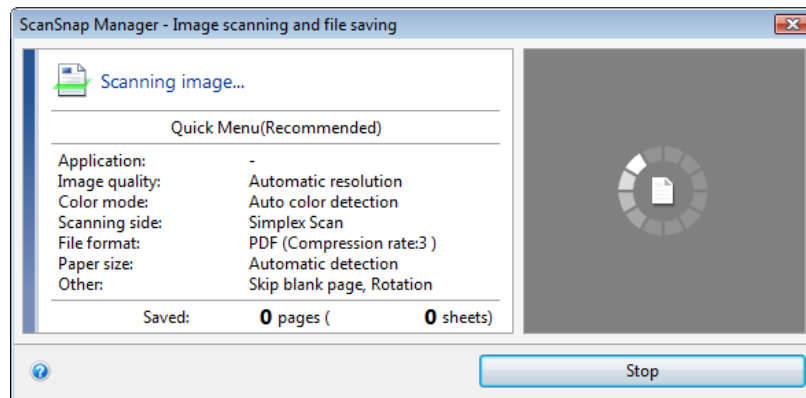 ScanSnap Manager - Image scanning and file saving
Scanning image...
Quick Menu(Recommended)
Application: -
Image quality: Automatic resolution
Color mode: Auto color detection
Scanning side: Simplex Scan
File format: PDF (Compression rate:3 )
Paper size: Automatic detection
Other: Skip blank page, Rotation
Saved: 0 pages ( 0 sheets)
? Stop